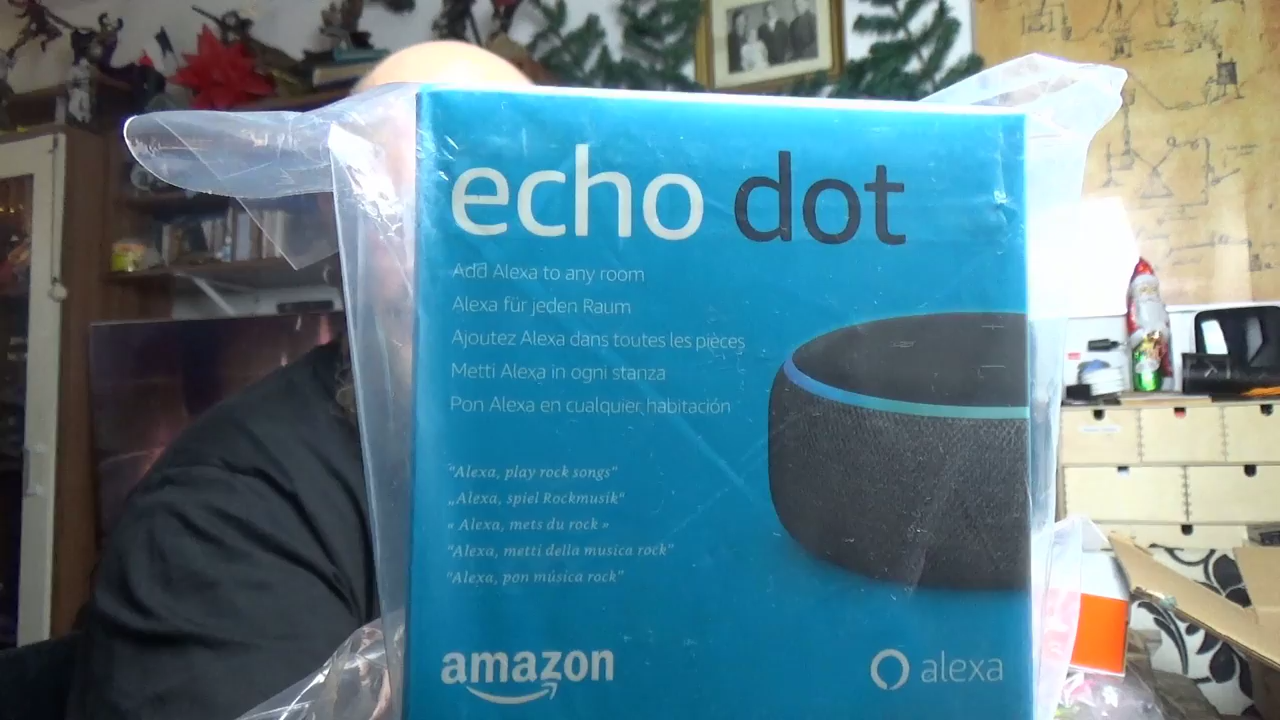 echo dot
Add Alexa to any room
Alexa für jeden Raum
Ajoutez Alexa dans toutes les pièces
Metti Alexa in ogni stanza
Pon Alexa en cualquier habitación
"Alexa, play rock songs"
„Alexa, spiel Rockmusik“
« Alexa, mets du rock »
"Alexa, metti della musica rock"
"Alexa, pon música rock"
amazon
alexa